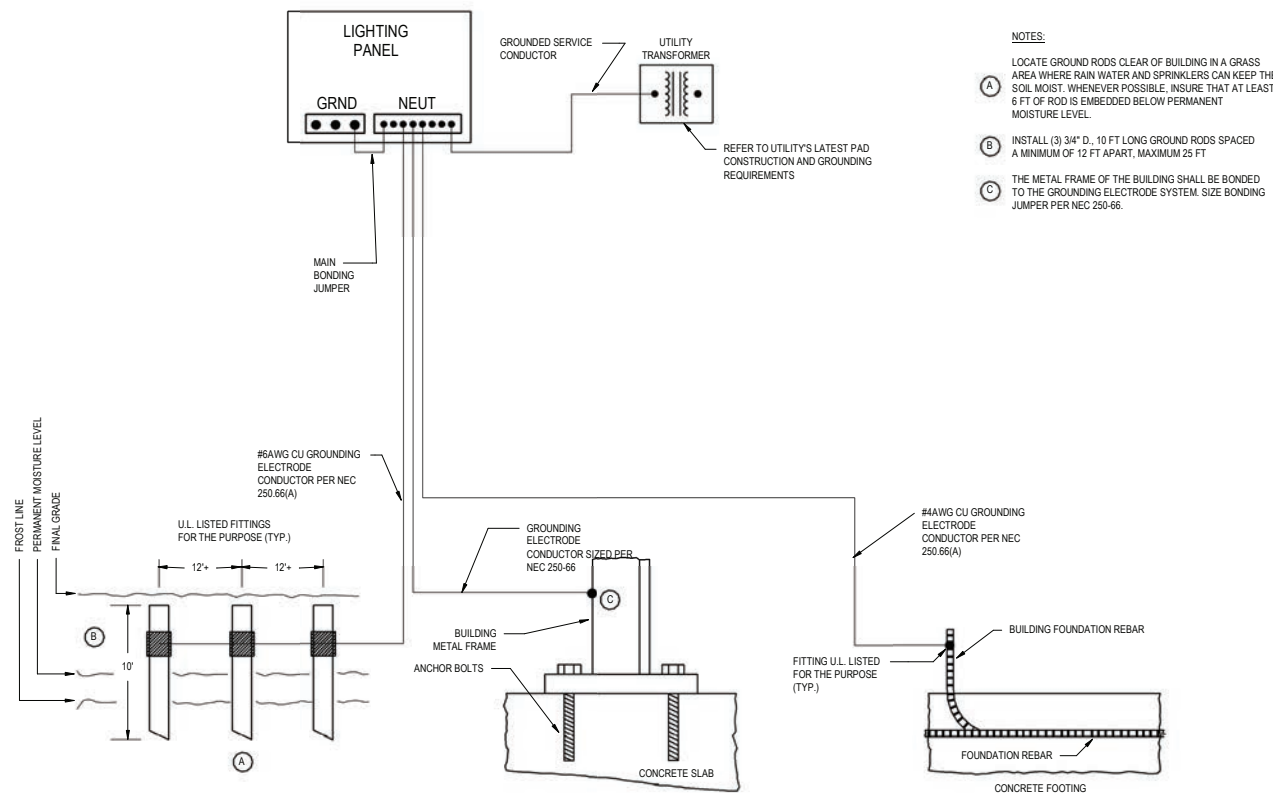 LIGHTING
PANEL
GRND
NEUT
GROUNDED SERVICE
CONDUCTOR
UTILITY
TRANSFORMER
REFER TO UTILITY'S LATEST PAD
CONSTRUCTION AND GROUNDING
REQUIREMENTS
NOTES:
A
LOCATE GROUND RODS CLEAR OF BUILDING IN A GRASS
AREA WHERE RAIN WATER AND SPRINKLERS CAN KEEP THE
SOIL MOIST. WHENEVER POSSIBLE, INSURE THAT AT LEAST
6 FT OF ROD IS EMBEDDED BELOW PERMANENT
MOISTURE LEVEL.
B
INSTALL (3) 3/4" D., 10 FT LONG GROUND RODS SPACED
A MINIMUM OF 12 FT APART, MAXIMUM 25 FT
C
THE METAL FRAME OF THE BUILDING SHALL BE BONDED
TO THE GROUNDING ELECTRODE SYSTEM. SIZE BONDING
JUMPER PER NEC 250-66.
MAIN
BONDING
JUMPER
FROST LINE
PERMANENT MOISTURE LEVEL
FINAL GRADE
U.L. LISTED FITTINGS
FOR THE PURPOSE (TYP.)
12'+
12'+
B
10'
A
#6AWG CU GROUNDING
ELECTRODE
CONDUCTOR PER NEC
250.66(A)
GROUNDING
ELECTRODE
CONDUCTOR SIZED PER
NEC 250-66
C
BUILDING
METAL FRAME
ANCHOR BOLTS
CONCRETE SLAB
#4AWG CU GROUNDING
ELECTRODE
CONDUCTOR PER NEC
250.66(A)
BUILDING FOUNDATION REBAR
FITTING U.L. LISTED
FOR THE PURPOSE
(TYP.)
FOUNDATION REBAR
CONCRETE FOOTING